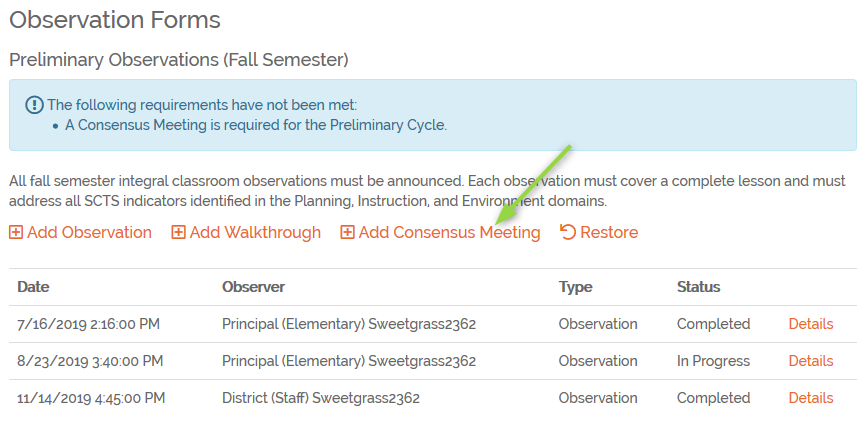 Observation Forms
Preliminary Observations (Fall Semester)
The following requirements have not been met:
• A Consensus Meeting is required for the Preliminary Cycle.
All fall semester integral classroom observations must be announced. Each observation must cover a complete lesson and must
address all SCTS indicators identified in the Planning, Instruction, and Environment domains.
Add Observation Add Walkthrough Add Consensus Meeting Restore
Date Observer Type Status
7/16/2019 2:16:00 PM Principal (Elementary) Sweetgrass2362 Observation Completed Details
8/23/2019 3:40:00 PM Principal (Elementary) Sweetgrass2362 Observation In Progress Details
11/14/2019 4:45:00 PM District (Staff) Sweetgrass2362 Observation Completed Details